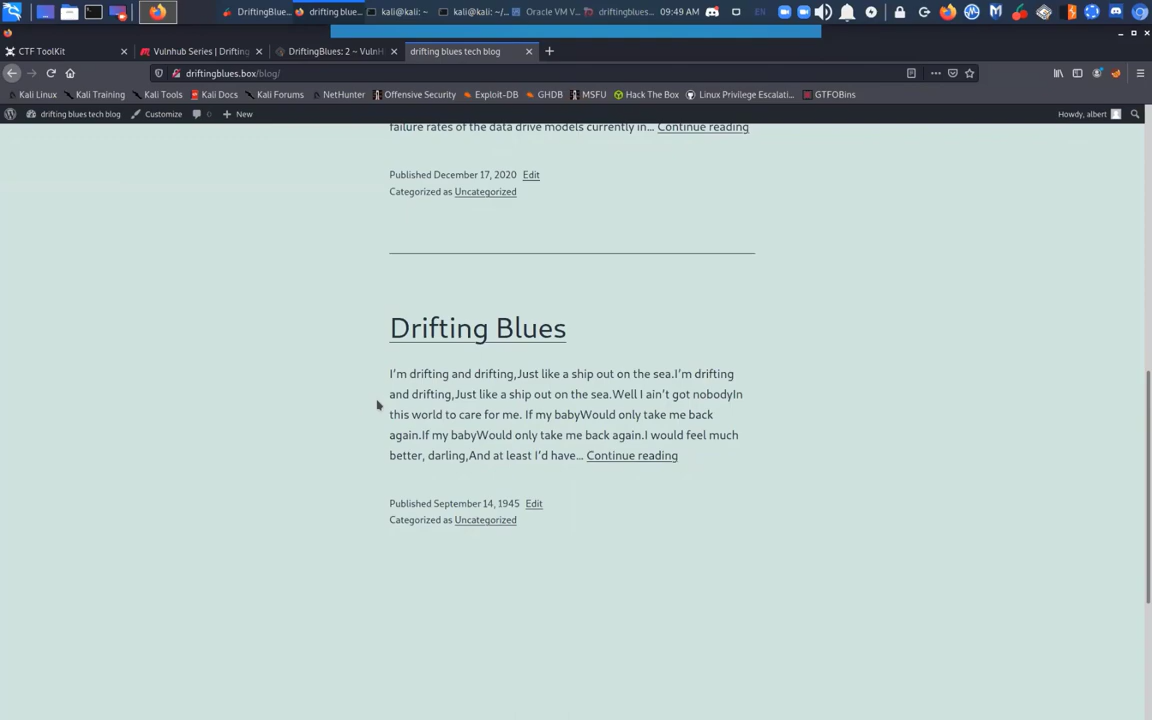 DriftingBlue...
drifting blue...
kali@kali: ~
kali@kali: ~/...
Oracle VM V...
driftingblues...
EN
09:49 AM
CTF ToolKit
Vulnhub Series | Drifting
DriftingBlues: 2 ~ VulnH
drifting blues tech blog
driftingblues.box/blog/
Kali Linux
Kali Training
Kali Tools
Kali Docs
Kali Forums
NetHunter
Offensive Security
Exploit-DB
GHDB
MSFU
Hack The Box
Linux Privilege Escalati...
GTFOBins
drifting blues tech blog
Customize
0
New
Howdy, albert
failure rates of the data drive models currently in... Continue reading
Published December 17, 2020 Edit
Categorized as Uncategorized
Drifting Blues
I'm drifting and drifting,Just like a ship out on the sea.I'm drifting
and drifting,Just like a ship out on the sea.Well I ain't got nobodyIn
this world to care for me. If my babyWould only take me back
again.If my babyWould only take me back again.I would feel much
better, darling,And at least I'd have... Continue reading
Published September 14, 1945 Edit
Categorized as Uncategorized